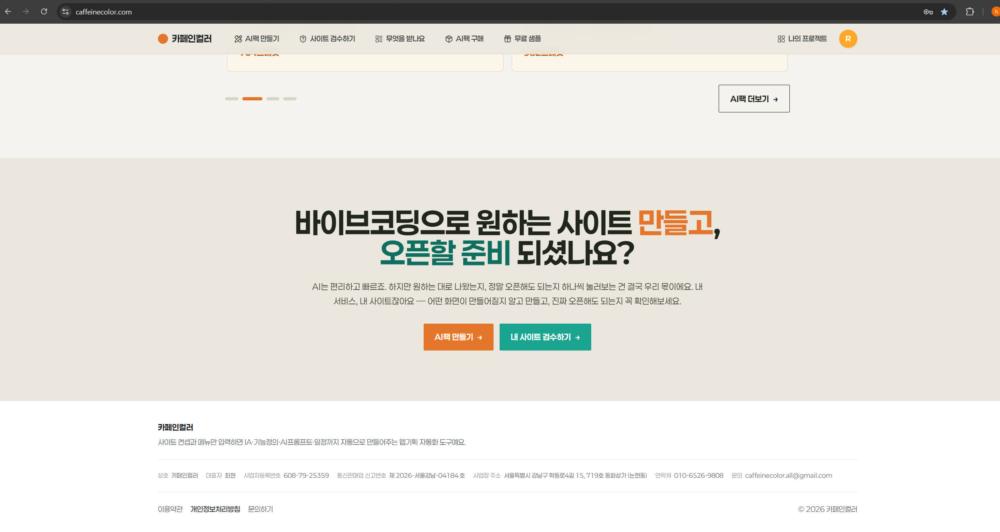 caffeinecolor.com
h
카페인컬러
AI팩 만들기
사이트 검수하기
무엇을 받나요
AI팩 구매
무료 샘플
나의 프로젝트
R
AI팩 더보기 →
바이브코딩으로 원하는 사이트 만들고,
오픈할 준비 되셨나요?
AI는 편리하고 빠르죠. 하지만 원하는 대로 나왔는지, 정말 오픈해도 되는지 하나씩 눌러보는 건 결국 우리 몫이에요. 내
서비스, 내 사이트잖아요 — 어떤 화면이 만들어질지 알고 만들고, 진짜 오픈해도 되는지 꼭 확인해보세요.
AI팩 만들기 →
내 사이트 검수하기 →
카페인컬러
사이트 컨셉과 메뉴만 입력하면 IA·기능정의·AI프롬프트·일정까지 자동으로 만들어주는 웹기획 자동화 도구예요.
상호 카페인컬러 대표자 최현 사업자등록번호 608-79-25359 통신판매업 신고번호 제 2026-서울강남-04184 호 사업장 주소 서울특별시 강남구 학동로4길 15, 719호 동화상가 (논현동) 연락처 010-6526-9808 문의 caffeinecolor.all@gmail.com
이용약관 개인정보처리방침 문의하기
© 2026 카페인컬러